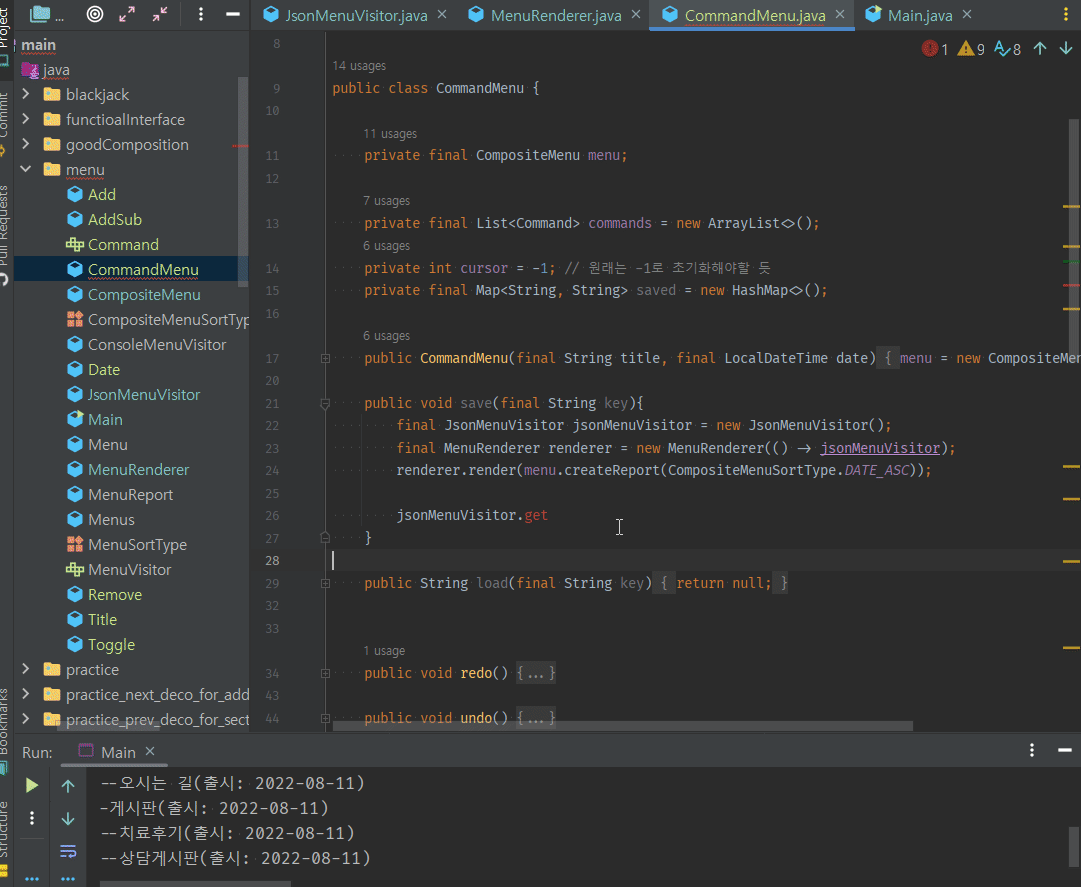 ...
JsonMenuVisitor.java
MenuRenderer.java
CommandMenu.java
Main.java
Project
Commit
Pull Requests
Bookmarks
Structure
main
java
blackjack
functioalInterface
goodComposition
menu
Add
AddSub
Command
CommandMenu
CompositeMenu
CompositeMenuSortTyp
ConsoleMenuVisitor
Date
JsonMenuVisitor
Main
Menu
MenuRenderer
MenuReport
Menus
MenuSortType
MenuVisitor
Remove
Title
Toggle
practice
practice_next_deco_for_add
practice_prev_deco_for_sect
1 9 8
8
14 usages
9 public class CommandMenu {
10
11 usages
11 private final CompositeMenu menu;
12
7 usages
13 private final List<Command> commands = new ArrayList<>();
6 usages
14 private int cursor = -1; // 원래는 -1로 초기화해야할 듯
15 private final Map<String, String> saved = new HashMap<>();
16
6 usages
17 public CommandMenu(final String title, final LocalDateTime date) { menu = new CompositeMen
20
21 public void save(final String key){
22 final JsonMenuVisitor jsonMenuVisitor = new JsonMenuVisitor();
23 final MenuRenderer renderer = new MenuRenderer(() -> jsonMenuVisitor);
24 renderer.render(menu.createReport(CompositeMenuSortType.DATE_ASC));
25
26 jsonMenuVisitor.get
27 }
28
29 public String load(final String key) { return null; }
32
33
1 usage
34 public void redo() {...}
43
44 public void undo() {...}
Run: Main
--오시는 길(출시: 2022-08-11)
-게시판(출시: 2022-08-11)
--치료후기(출시: 2022-08-11)
--상담게시판(출시: 2022-08-11)